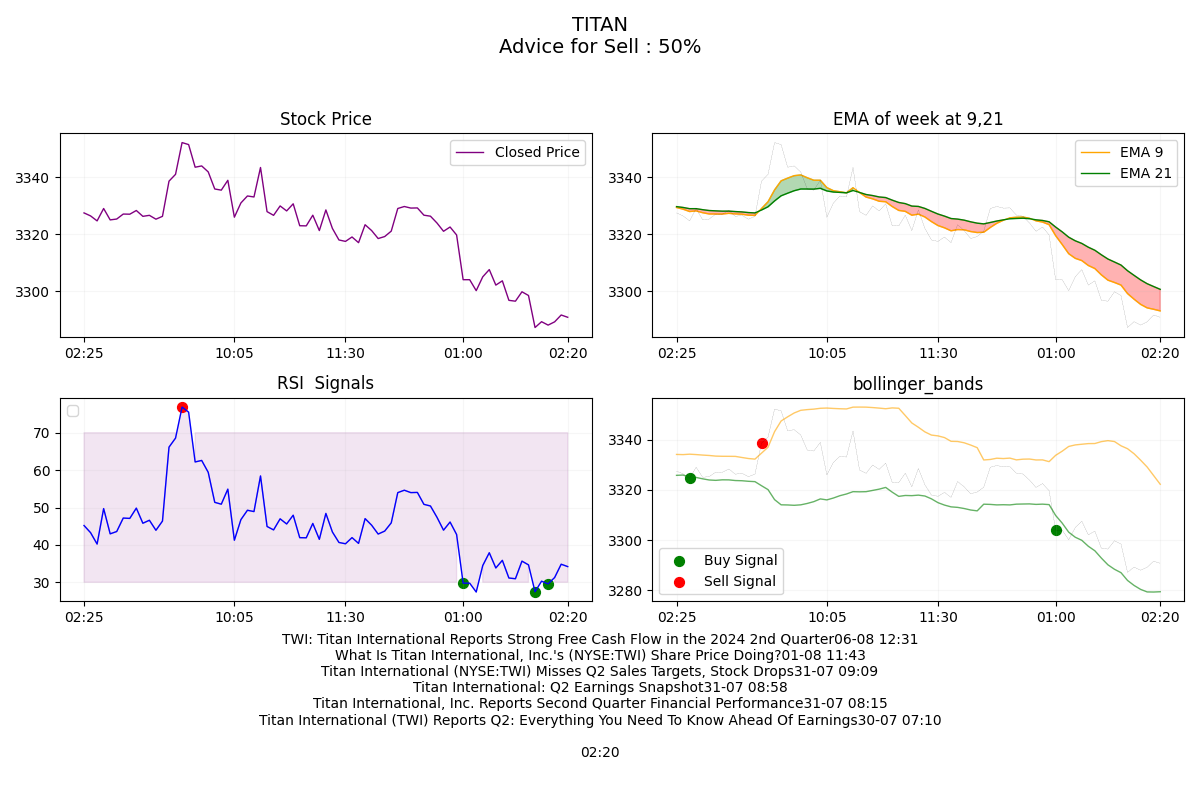 TITAN
Advice for Sell : 50%
Stock Price
Closed Price
3340
3320
3300
02:25
10:05
11:30
01:00
02:20
EMA of week at 9,21
EMA 9
EMA 21
3340
3320
3300
02:25
10:05
11:30
01:00
02:20
RSI  Signals
70
60
50
40
30
02:25
10:05
11:30
01:00
02:20
bollinger_bands
3340
3320
3300
3280
Buy Signal
Sell Signal
02:25
10:05
11:30
01:00
02:20
TWI: Titan International Reports Strong Free Cash Flow in the 2024 2nd Quarter06-08 12:31
What Is Titan International, Inc.'s (NYSE:TWI) Share Price Doing?01-08 11:43
Titan International (NYSE:TWI) Misses Q2 Sales Targets, Stock Drops31-07 09:09
Titan International: Q2 Earnings Snapshot31-07 08:58
Titan International, Inc. Reports Second Quarter Financial Performance31-07 08:15
Titan International (TWI) Reports Q2: Everything You Need To Know Ahead Of Earnings30-07 07:10
02:20